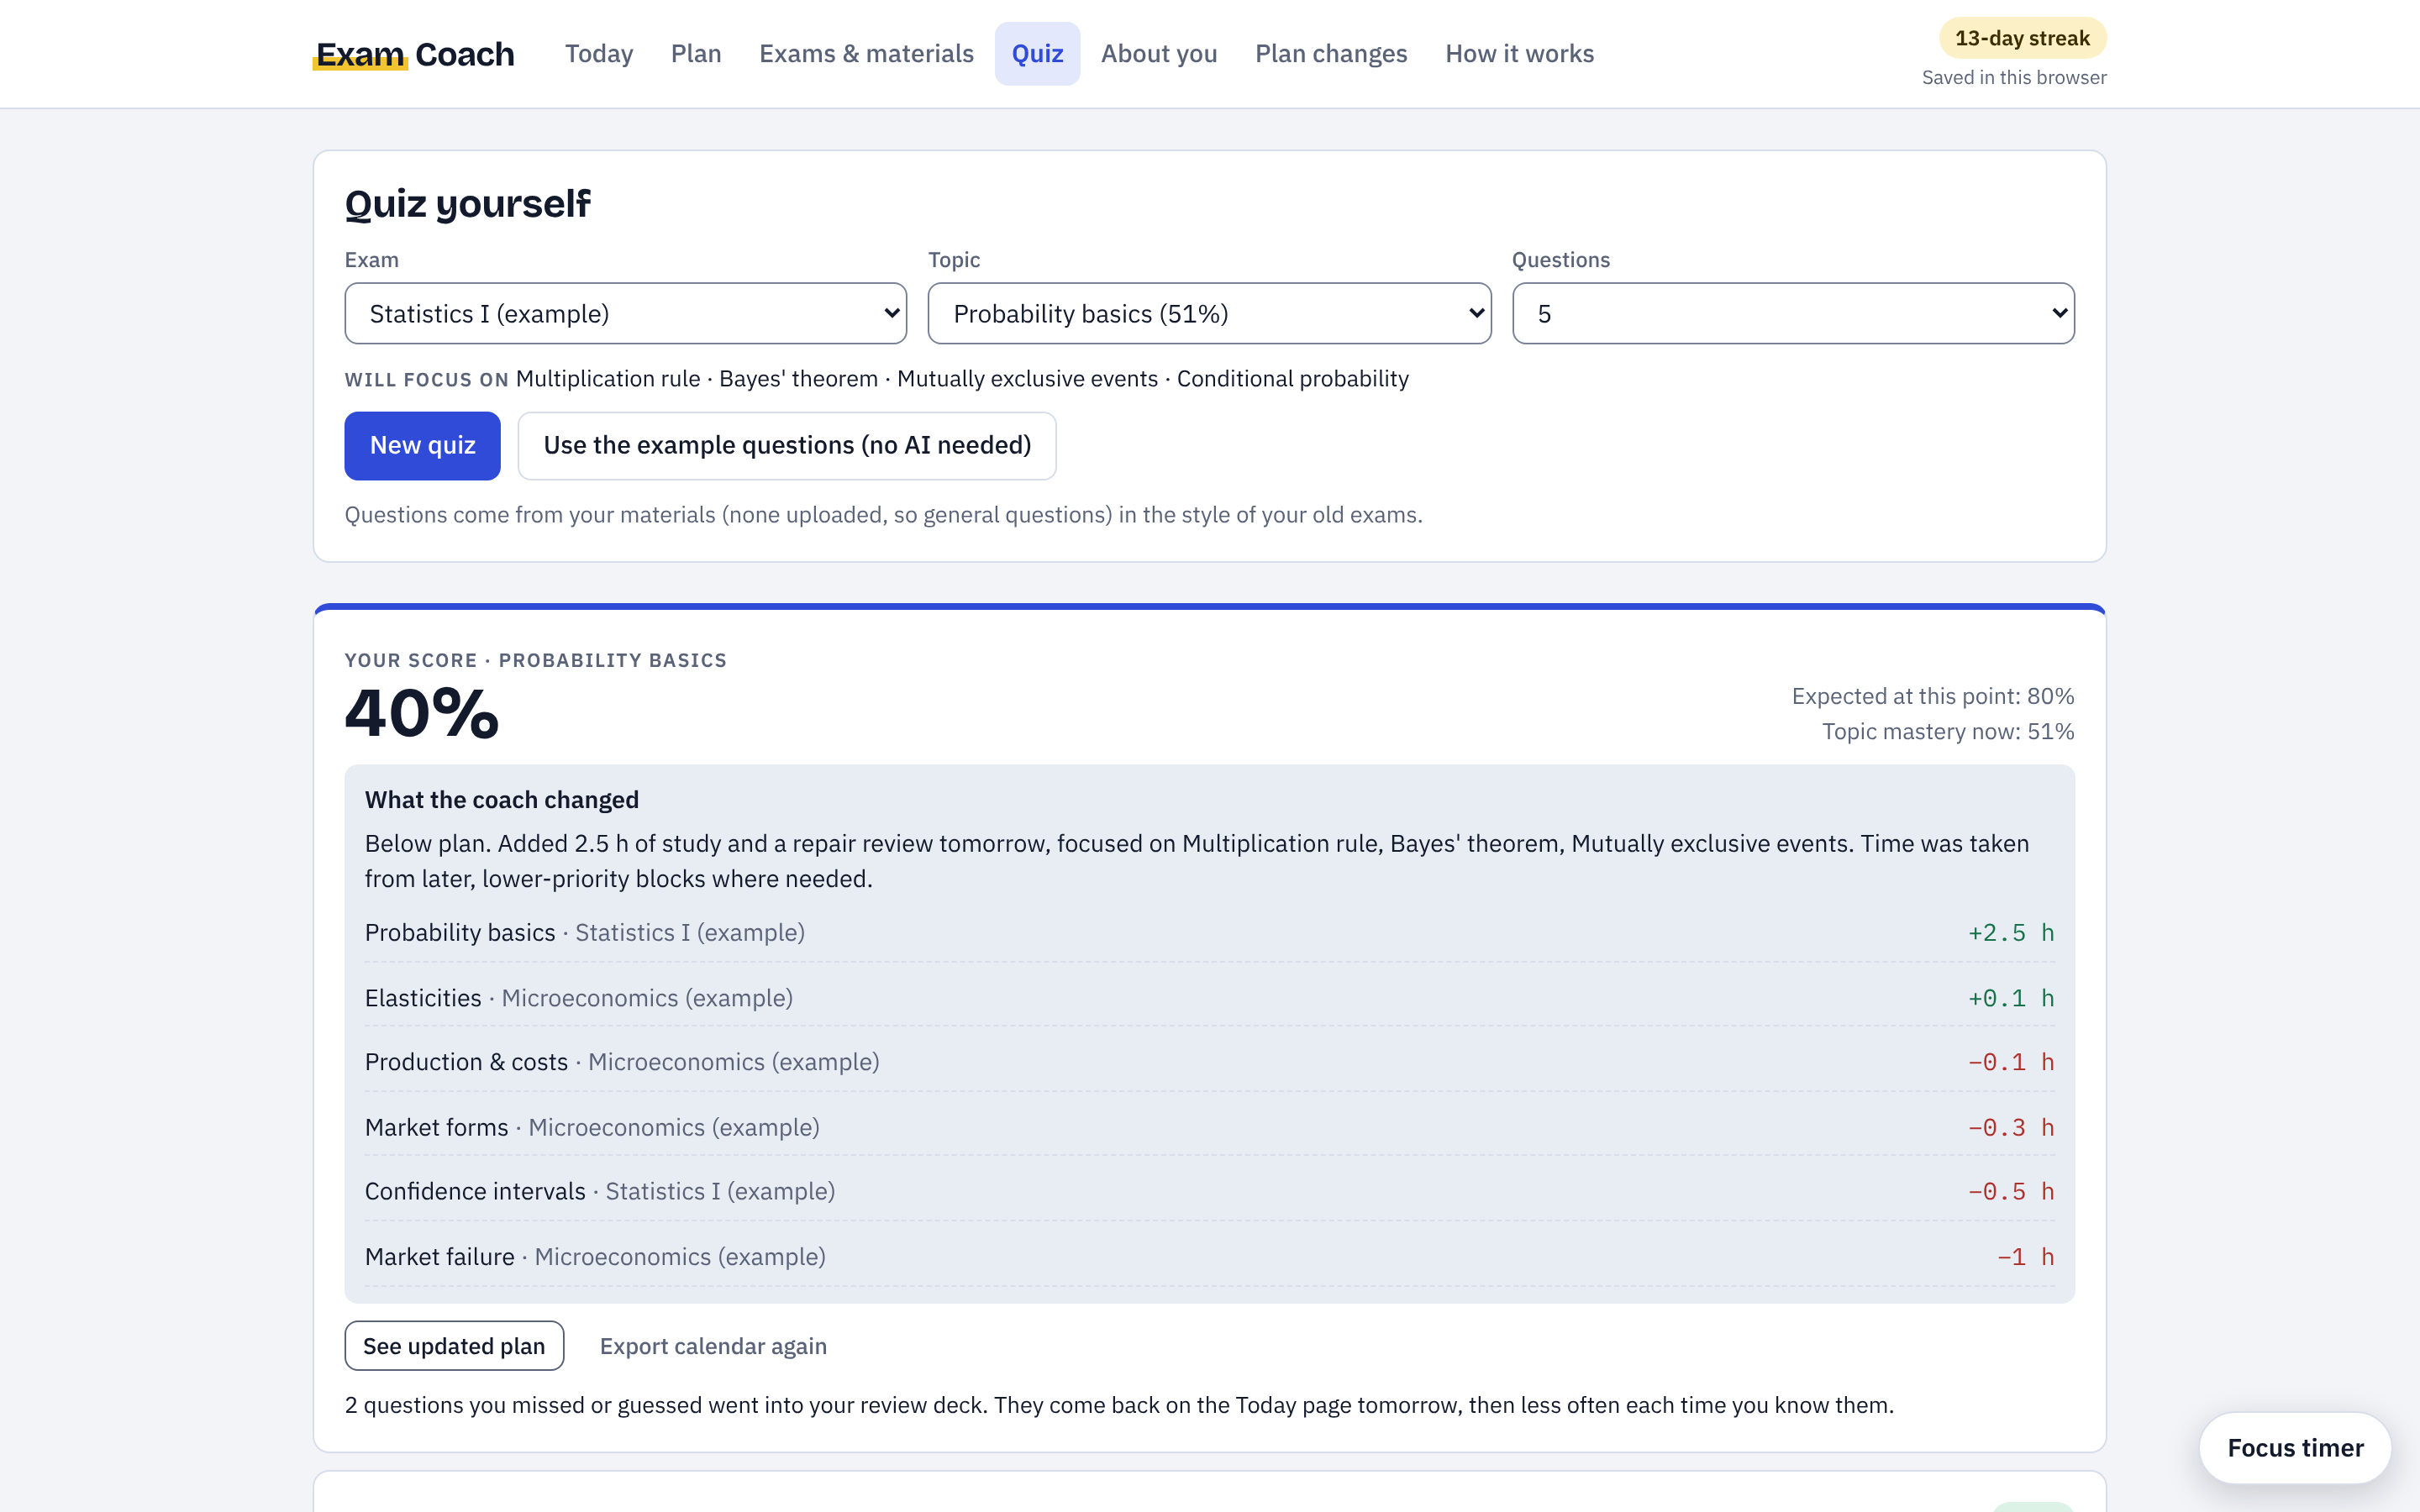 Exam Coach
Today
Plan
Exams & materials
Quiz
About you
Plan changes
How it works
13-day streak
Saved in this browser
Quiz yourself
Exam
Topic
Questions
Statistics I (example)
Probability basics (51%)
5
WILL FOCUS ON Multiplication rule · Bayes' theorem · Mutually exclusive events · Conditional probability
New quiz
Use the example questions (no AI needed)
Questions come from your materials (none uploaded, so general questions) in the style of your old exams.
YOUR SCORE · PROBABILITY BASICS
40%
Expected at this point: 80%
Topic mastery now: 51%
What the coach changed
Below plan. Added 2.5 h of study and a repair review tomorrow, focused on Multiplication rule, Bayes' theorem, Mutually exclusive events. Time was taken
from later, lower-priority blocks where needed.
Probability basics · Statistics I (example) +2.5 h
Elasticities · Microeconomics (example) +0.1 h
Production & costs · Microeconomics (example) −0.1 h
Market forms · Microeconomics (example) −0.3 h
Confidence intervals · Statistics I (example) −0.5 h
Market failure · Microeconomics (example) −1 h
See updated plan
Export calendar again
2 questions you missed or guessed went into your review deck. They come back on the Today page tomorrow, then less often each time you know them.
Focus timer